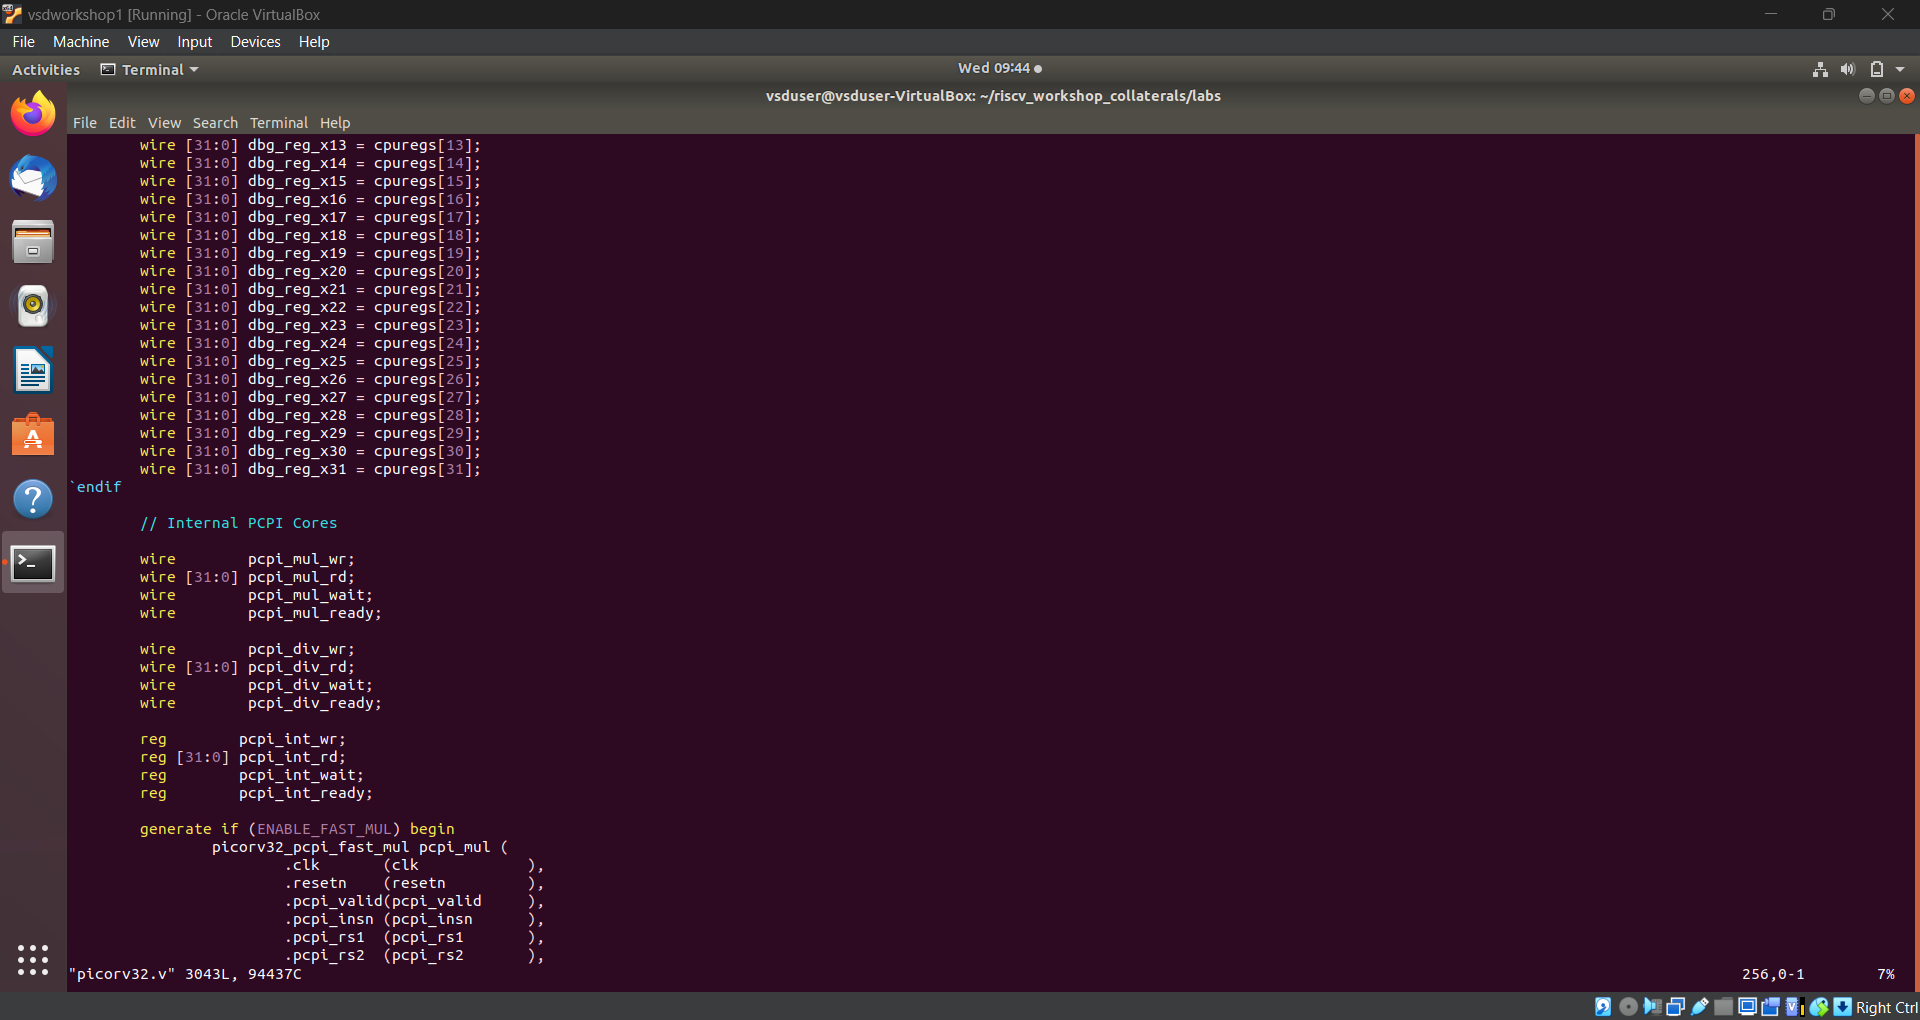 vsdworkshop1 [Running] - Oracle VirtualBox
File Machine View Input Devices Help
Activities Terminal Wed 09:44
vsduser@vsduser-VirtualBox: ~/riscv_workshop_collaterals/labs
File Edit View Search Terminal Help
wire [31:0] dbg_reg_x13 = cpuregs[13];
wire [31:0] dbg_reg_x14 = cpuregs[14];
wire [31:0] dbg_reg_x15 = cpuregs[15];
wire [31:0] dbg_reg_x16 = cpuregs[16];
wire [31:0] dbg_reg_x17 = cpuregs[17];
wire [31:0] dbg_reg_x18 = cpuregs[18];
wire [31:0] dbg_reg_x19 = cpuregs[19];
wire [31:0] dbg_reg_x20 = cpuregs[20];
wire [31:0] dbg_reg_x21 = cpuregs[21];
wire [31:0] dbg_reg_x22 = cpuregs[22];
wire [31:0] dbg_reg_x23 = cpuregs[23];
wire [31:0] dbg_reg_x24 = cpuregs[24];
wire [31:0] dbg_reg_x25 = cpuregs[25];
wire [31:0] dbg_reg_x26 = cpuregs[26];
wire [31:0] dbg_reg_x27 = cpuregs[27];
wire [31:0] dbg_reg_x28 = cpuregs[28];
wire [31:0] dbg_reg_x29 = cpuregs[29];
wire [31:0] dbg_reg_x30 = cpuregs[30];
wire [31:0] dbg_reg_x31 = cpuregs[31];
`endif
// Internal PCPI Cores
wire        pcpi_mul_wr;
wire [31:0] pcpi_mul_rd;
wire        pcpi_mul_wait;
wire        pcpi_mul_ready;
wire        pcpi_div_wr;
wire [31:0] pcpi_div_rd;
wire        pcpi_div_wait;
wire        pcpi_div_ready;
reg        pcpi_int_wr;
reg [31:0] pcpi_int_rd;
reg        pcpi_int_wait;
reg        pcpi_int_ready;
generate if (ENABLE_FAST_MUL) begin
picorv32_pcpi_fast_mul pcpi_mul (
.clk       (clk            ),
.resetn    (resetn         ),
.pcpi_valid(pcpi_valid     ),
.pcpi_insn (pcpi_insn      ),
.pcpi_rs1  (pcpi_rs1       ),
.pcpi_rs2  (pcpi_rs2       ),
"picorv32.v" 3043L, 94437C 256,0-1 7%
Right Ctrl